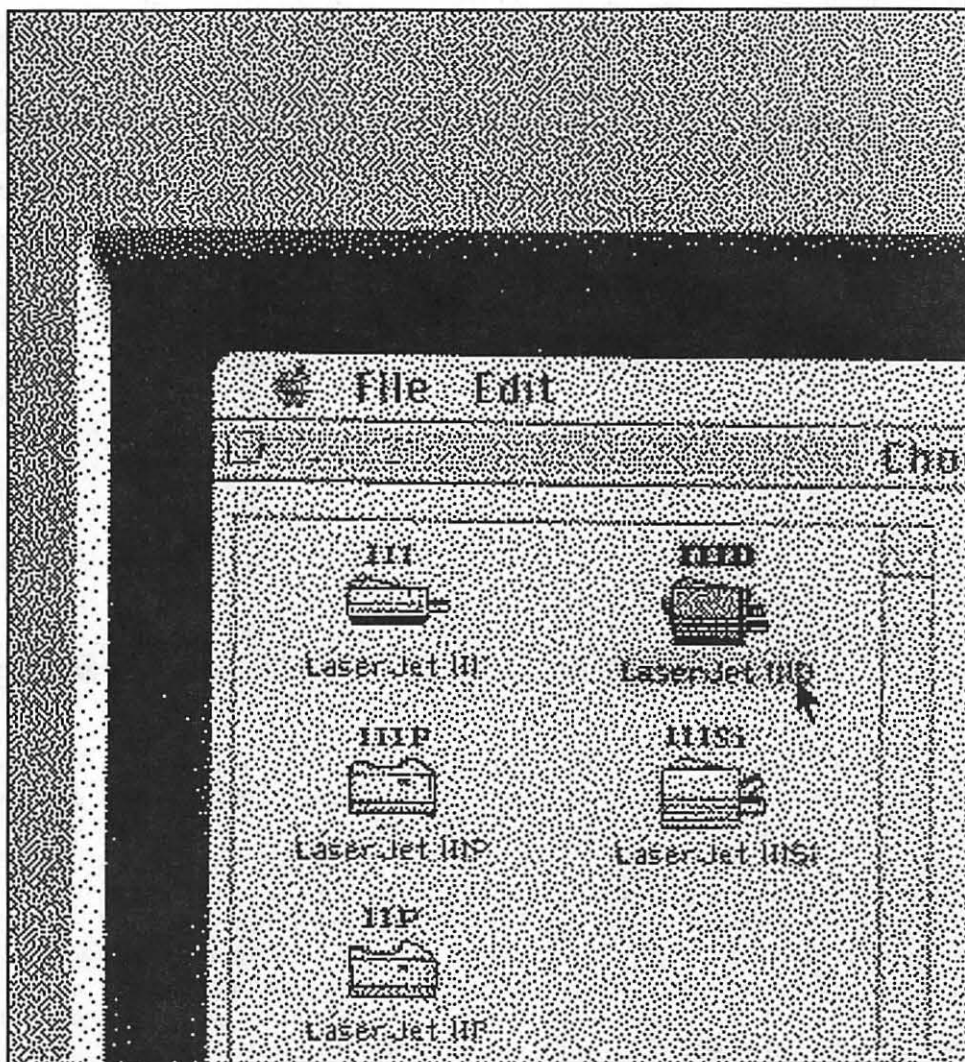 File Edit
Cho
III IIID
LaserJet III LaserJet IIID
IIIP IIISi
LaserJet IIIP LaserJet IIISi
IIP
LaserJet IIP